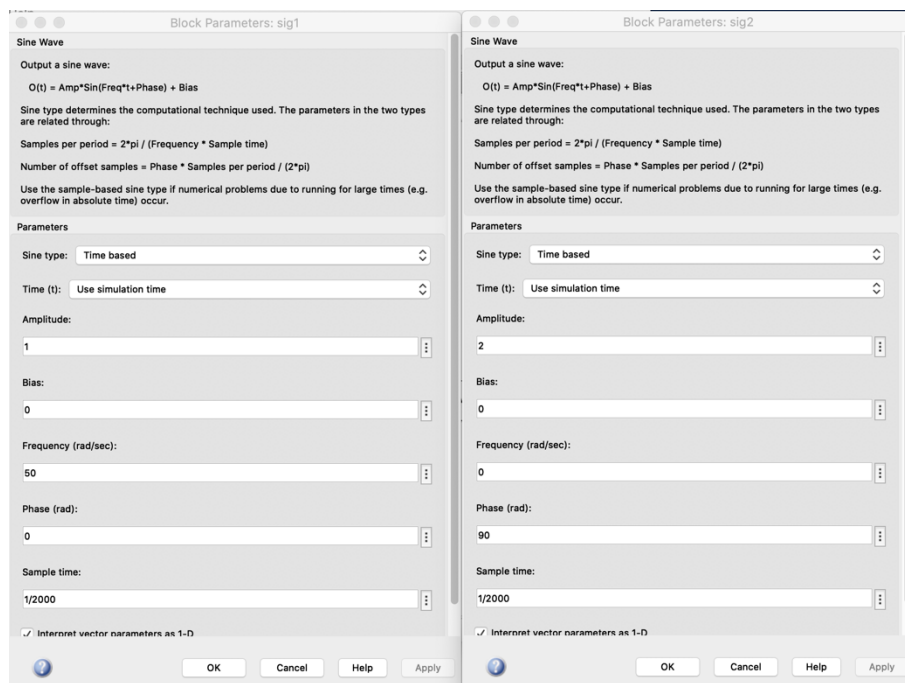 Block Parameters: sig1
Sine Wave
Output a sine wave:
O(t) = Amp*Sin(Freq*t+Phase) + Bias
Sine type determines the computational technique used. The parameters in the two types
are related through:
Samples per period = 2*pi / (Frequency * Sample time)
Number of offset samples = Phase * Samples per period / (2*pi)
Use the sample-based sine type if numerical problems due to running for large times (e.g.
overflow in absolute time) occur.
Parameters
Sine type: Time based
Time (t): Use simulation time
Amplitude:
1
Bias:
0
Frequency (rad/sec):
50
Phase (rad):
0
Sample time:
1/2000
Interpret vector parameters as 1-D
OK Cancel Help Apply
Block Parameters: sig2
Sine Wave
Output a sine wave:
O(t) = Amp*Sin(Freq*t+Phase) + Bias
Sine type determines the computational technique used. The parameters in the two types
are related through:
Samples per period = 2*pi / (Frequency * Sample time)
Number of offset samples = Phase * Samples per period / (2*pi)
Use the sample-based sine type if numerical problems due to running for large times (e.g.
overflow in absolute time) occur.
Parameters
Sine type: Time based
Time (t): Use simulation time
Amplitude:
2
Bias:
0
Frequency (rad/sec):
0
Phase (rad):
90
Sample time:
1/2000
Interpret vector parameters as 1-D
OK Cancel Help Apply